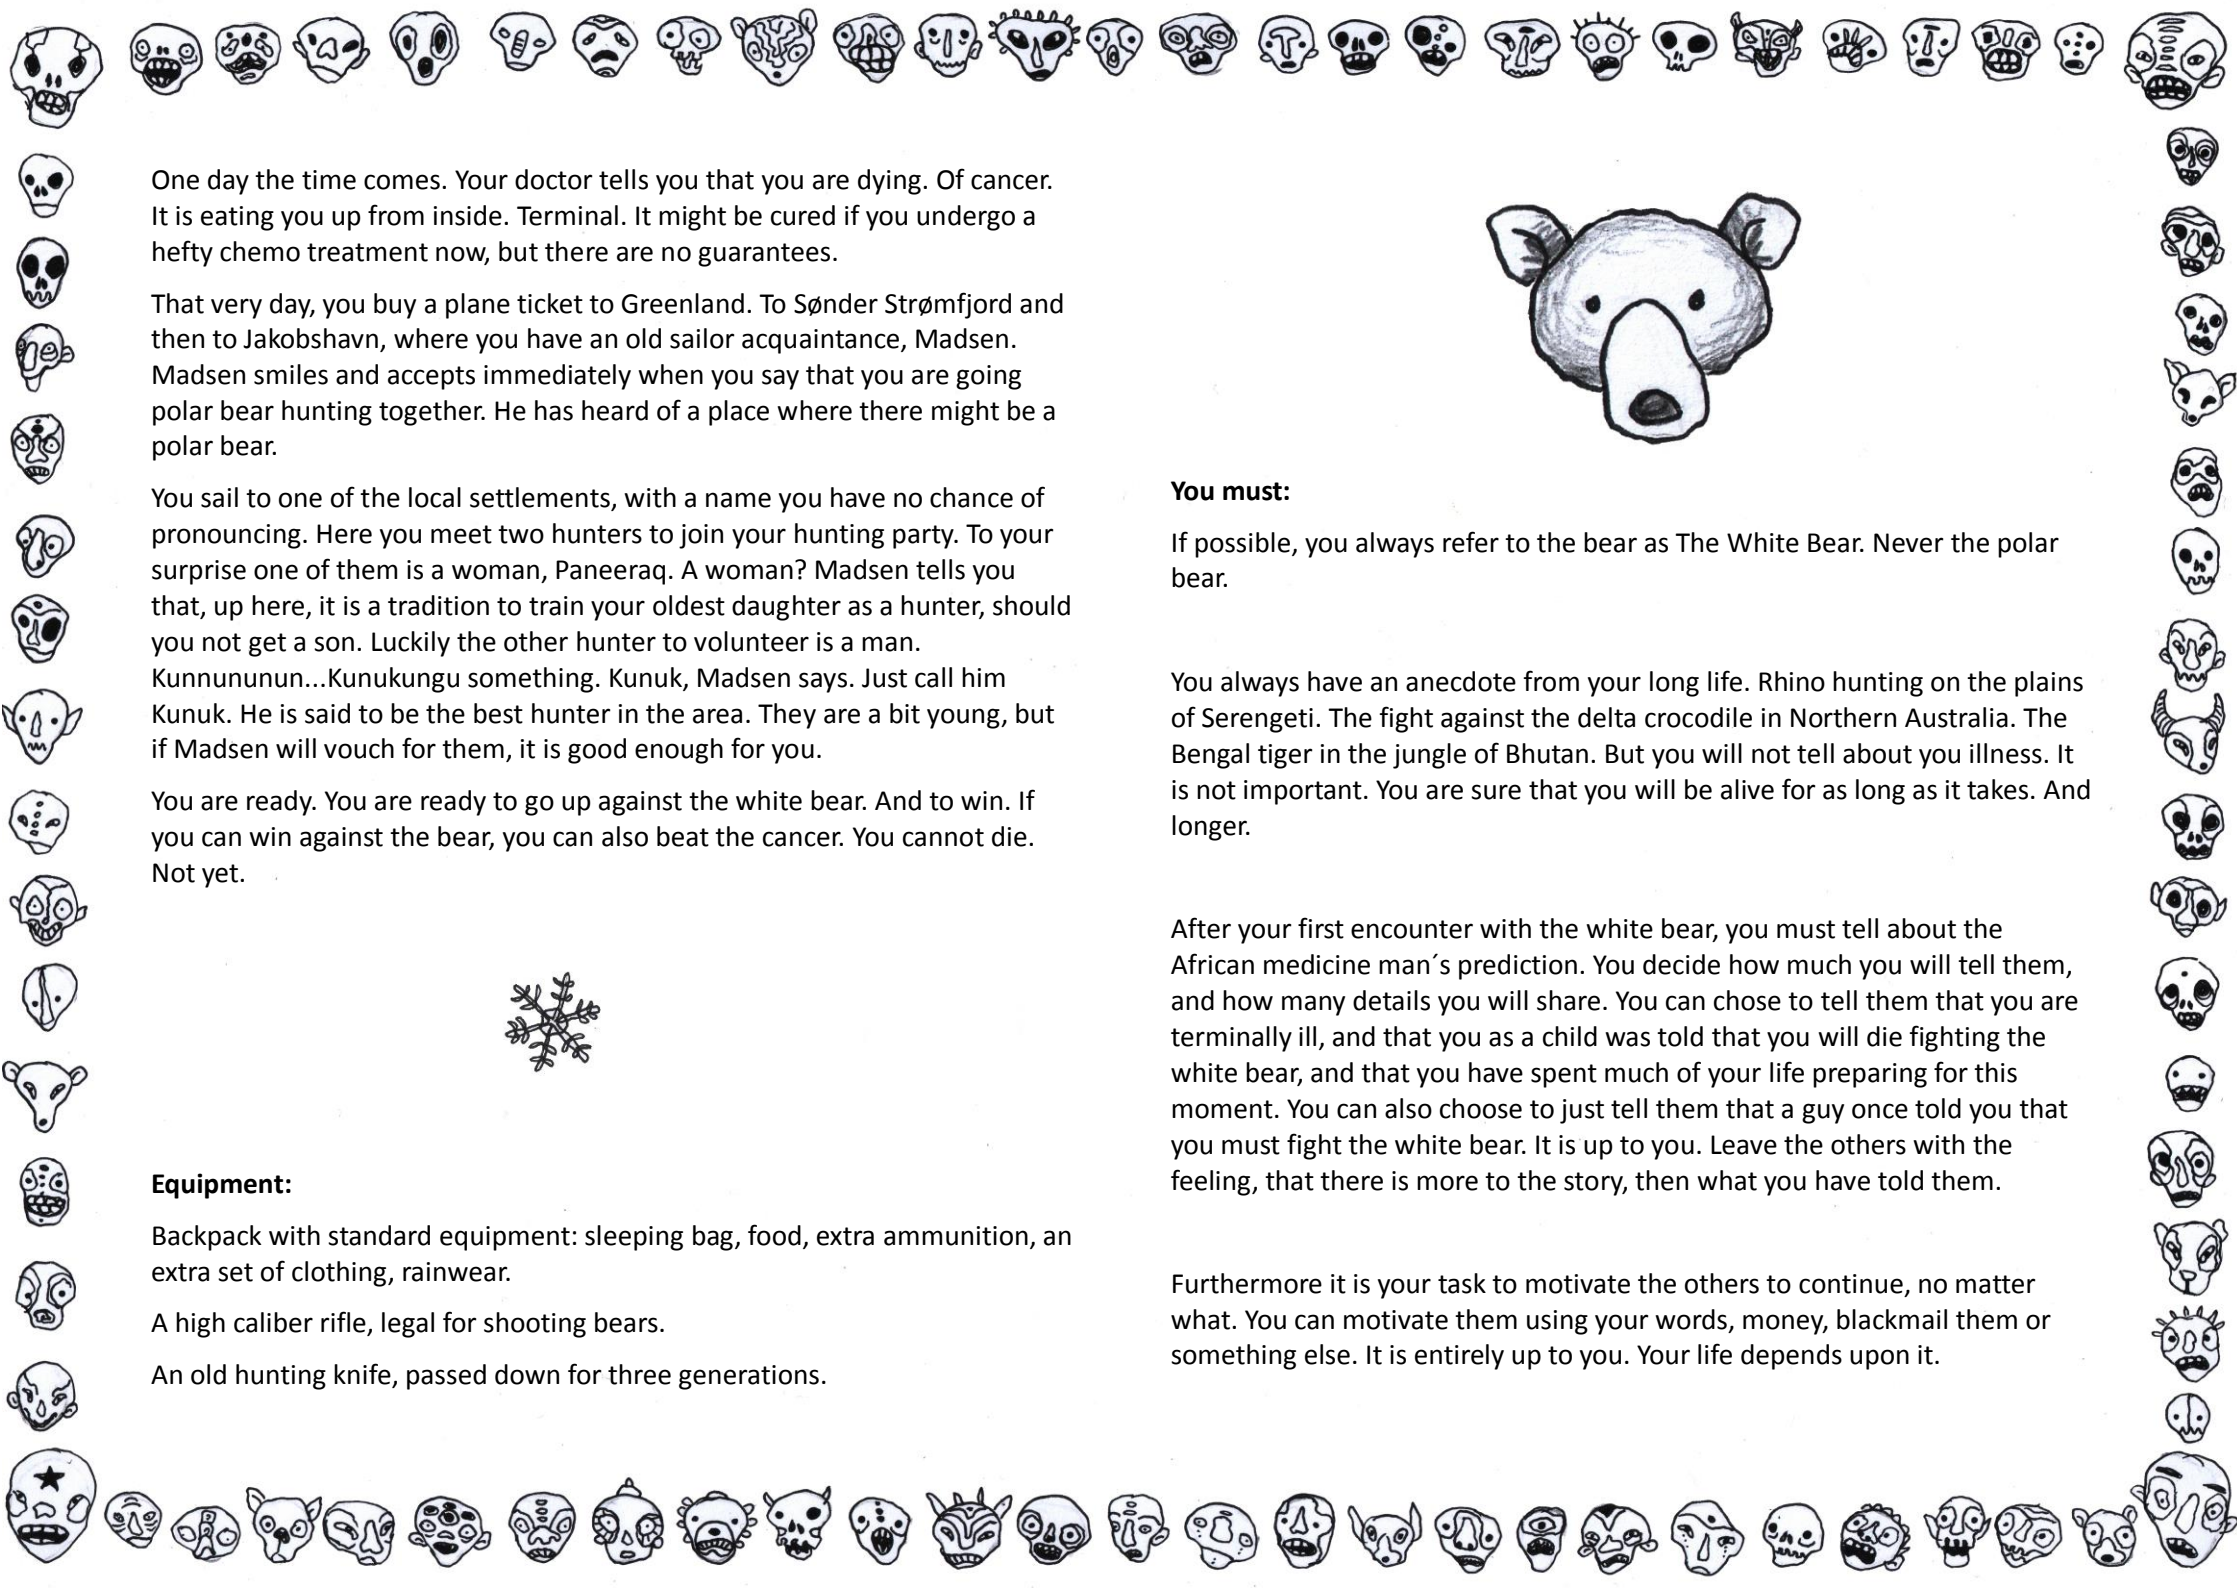 One day the time comes. Your doctor tells you that you are dying. Of cancer.
It is eating you up from inside. Terminal. It might be cured if you undergo a
hefty chemo treatment now, but there are no guarantees.
That very day, you buy a plane ticket to Greenland. To Sønder Strømfjord and
then to Jakobshavn, where you have an old sailor acquaintance, Madsen.
Madsen smiles and accepts immediately when you say that you are going
polar bear hunting together. He has heard of a place where there might be a
polar bear.
You sail to one of the local settlements, with a name you have no chance of
pronouncing. Here you meet two hunters to join your hunting party. To your
surprise one of them is a woman, Paneeraq. A woman? Madsen tells you
that, up here, it is a tradition to train your oldest daughter as a hunter, should
you not get a son. Luckily the other hunter to volunteer is a man.
Kunnununun...Kunukungu something. Kunuk, Madsen says. Just call him
Kunuk. He is said to be the best hunter in the area. They are a bit young, but
if Madsen will vouch for them, it is good enough for you.
You are ready. You are ready to go up against the white bear. And to win. If
you can win against the bear, you can also beat the cancer. You cannot die.
Not yet.
Equipment:
Backpack with standard equipment: sleeping bag, food, extra ammunition, an
extra set of clothing, rainwear.
A high caliber rifle, legal for shooting bears.
An old hunting knife, passed down for three generations.
You must:
If possible, you always refer to the bear as The White Bear. Never the polar
bear.
You always have an anecdote from your long life. Rhino hunting on the plains
of Serengeti. The fight against the delta crocodile in Northern Australia. The
Bengal tiger in the jungle of Bhutan. But you will not tell about you illness. It
is not important. You are sure that you will be alive for as long as it takes. And
longer.
After your first encounter with the white bear, you must tell about the
African medicine man´s prediction. You decide how much you will tell them,
and how many details you will share. You can chose to tell them that you are
terminally ill, and that you as a child was told that you will die fighting the
white bear, and that you have spent much of your life preparing for this
moment. You can also choose to just tell them that a guy once told you that
you must fight the white bear. It is up to you. Leave the others with the
feeling, that there is more to the story, then what you have told them.
Furthermore it is your task to motivate the others to continue, no matter
what. You can motivate them using your words, money, blackmail them or
something else. It is entirely up to you. Your life depends upon it.